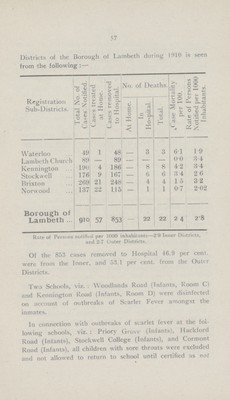 37
Districts of the Borough of Lambeth during 1910 is seen
from the following :—
Registration Sub-Districts. Total No. of Cases Notified. Cases treated at Home. Cases removed to Hospital. No. of Deaths. At Home. In Hospital. Total. Case Mortality per 100. Rate of Persons Notified per 1000 Inhabitants
Waterloo 49 1 48 — 3 3 6·1 1·9
Lambeth Church 89 — 89 — — — 0·0 3·4
Kennington 190 4 186 — 8 8 4·2 3·4
Stockwell 176 9 167 — 6 6 3·4 2·6
Brixton 269 21 248 — 4 4 1·5 3·2
Norwood 137 22 115 — 1 1 0·7 2·02
Borough of
Lambeth .. 910 57 853 — 22 22 2·4 2·8
Rate of Persons notified per 1000 inhabitants—2·9 Inner Districts,
and 2·7 Outer Districts.
Of the 853 cases removed to Hospital 46.9 per cent.
were from the Inner, and 53.1 per cent. from the Outer
Districts.
Two Schools, viz. : Woodlands Road (Infants, Room C)
and Kennington Road (Infants, Room D) were disinfected
on account of outbreaks of Scarlet Fever amongst the
inmates.
In connection with outbreaks of scarlet fever at the fol-
lowing schools, viz. : Priory Grove (Infants), Hackford
Road (Infants), Stockwell College (Infants), and Cormont
Road (Infants), all children with sore throats were excluded
and not allowed to return to school until certified as not